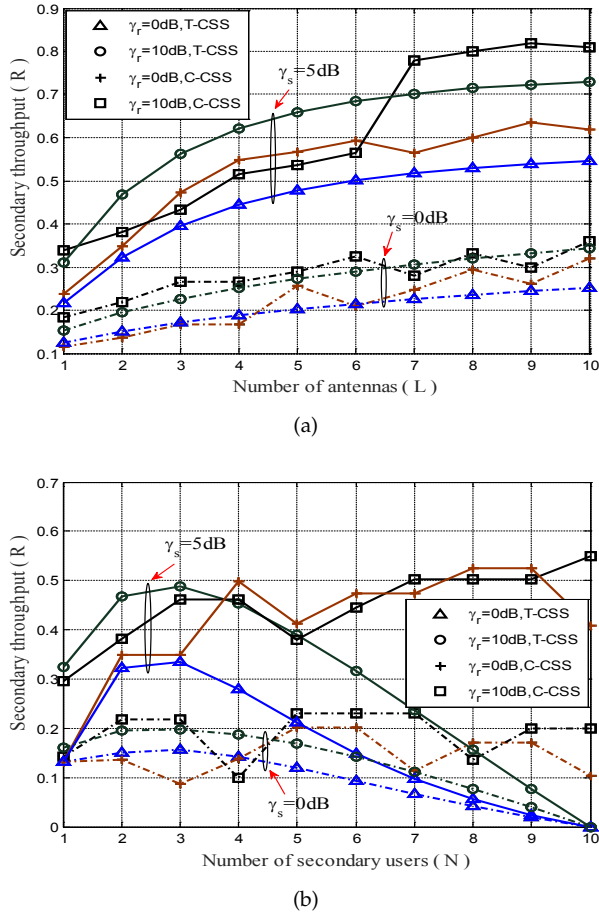 0.9
0.8
0.7
0.6
0.5
0.4
0.3
0.2
0.1
Secondary throughput ( R )
γr=0dB,T-CSS
γr=10dB,T-CSS
γr=0dB,C-CSS
γr=10dB,C-CSS
γs=5dB
γs=0dB
1 2 3 4 5 6 7 8 9 10
Number of antennas ( L )
(a)
0.7
0.6
0.5
0.4
0.3
0.2
0.1
0
Secondary throughput ( R )
γs=5dB
γr=0dB,T-CSS
γr=10dB,T-CSS
γr=0dB,C-CSS
γr=10dB,C-CSS
γs=0dB
1 2 3 4 5 6 7 8 9 10
Number of secondary users ( N )
(b)